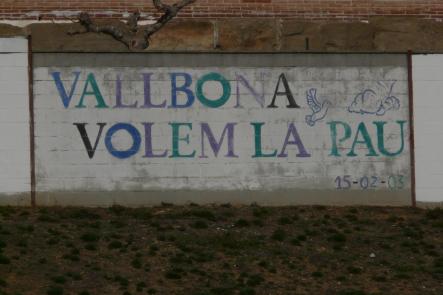 VALLBONA
VOLEM LA PAU
15-02-03